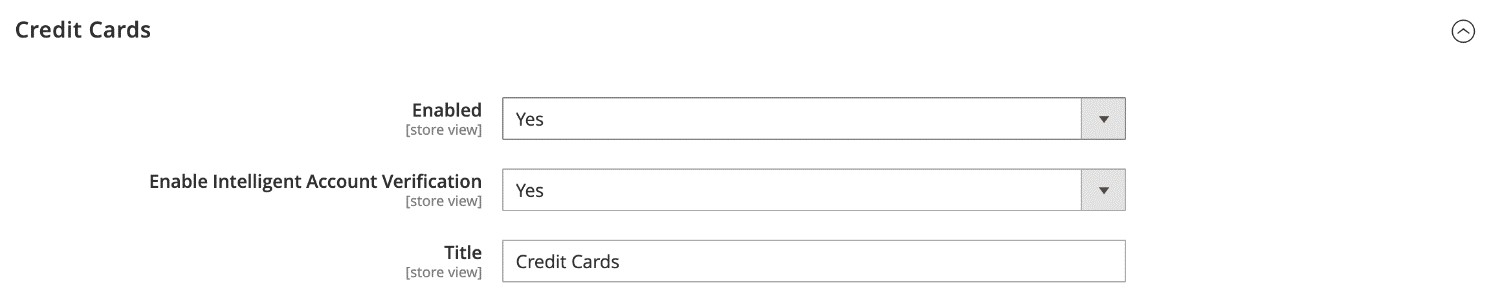 Credit Cards
Enabled
[store view]
Yes
Enable Intelligent Account Verification
[store view]
Yes
Title
[store view]
Credit Cards